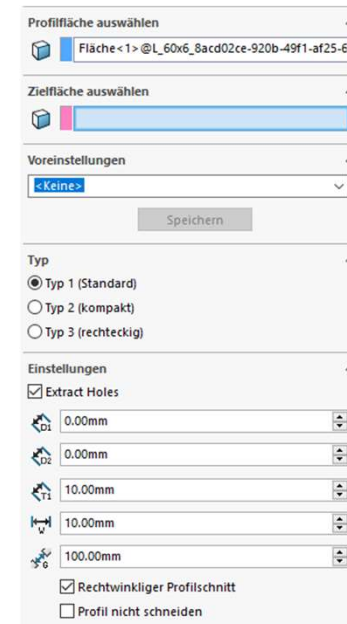 Profilfläche auswählen
Fläche<1>@L_60x6_8acd02ce-920b-49f1-af25-6
Zielfläche auswählen
Voreinstellungen
<Keine>
Speichern
Typ
Typ 1 (Standard)
Typ 2 (kompakt)
Typ 3 (rechteckig)
Einstellungen
Extract Holes
D1 0.00mm
D2 0.00mm
T1 10.00mm
W 10.00mm
G 100.00mm
Rechtwinkliger Profilschnitt
Profil nicht schneiden